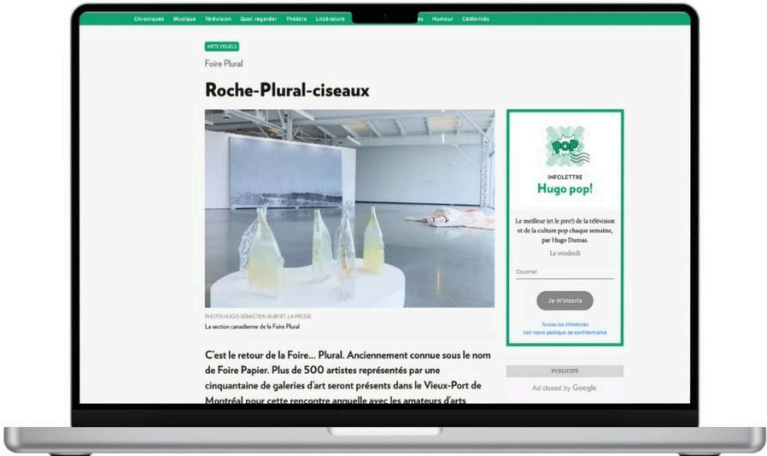 Chroniques Musique Télévision Quoi regarder Théâtre Littérature es Humour Célébrités
ARTS VISUELS
Foire Plural
Roche-Plural-ciseaux
PHOTO HUGO-SÉBASTIEN AUBERT, LA PRESSE
La section canadienne de la Foire Plural
C'est le retour de la Foire… Plural. Anciennement connue sous le nom
de Foire Papier. Plus de 500 artistes représentés par une
cinquantaine de galeries d'art seront présents dans le Vieux-Port de
Montréal pour cette rencontre annuelle avec les amateurs d'arts
POP
INFOLETTRE
Hugo pop!
Le meilleur (et le pire!) de la télévision
et de la culture pop chaque semaine,
par Hugo Dumas.
Le vendredi
Courriel
Je m'inscris
Toutes les infolettres
Voir notre politique de confidentialité
PUBLICITÉ
Ad closed by Google